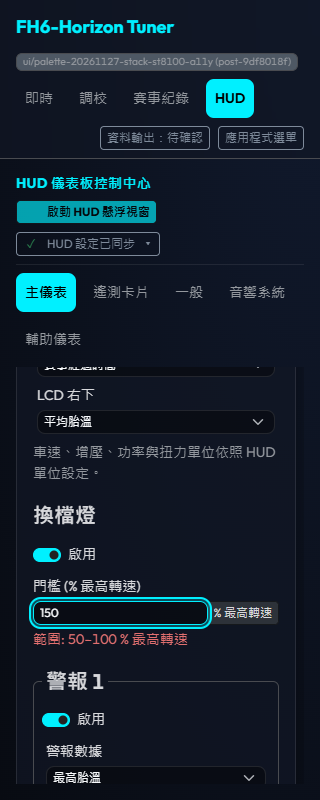 FH6-Horizon Tuner
ui/palette-20261127-stack-st8100-a11y (post-9df8018f)
即時 調校 賽事紀錄 HUD
資料輸出：待確認 應用程式選單
HUD 儀表板控制中心
啟動 HUD 懸浮視窗
✓ HUD 設定已同步
主儀表 遙測卡片 一般 音響系統
輔助儀表
LCD 右下
平均胎溫
車速、增壓、功率與扭力單位依照 HUD
單位設定。
換檔燈
啟用
門檻 (% 最高轉速)
150 % 最高轉速
範圍: 50–100 % 最高轉速
警報 1
啟用
警報數據
最高胎溫